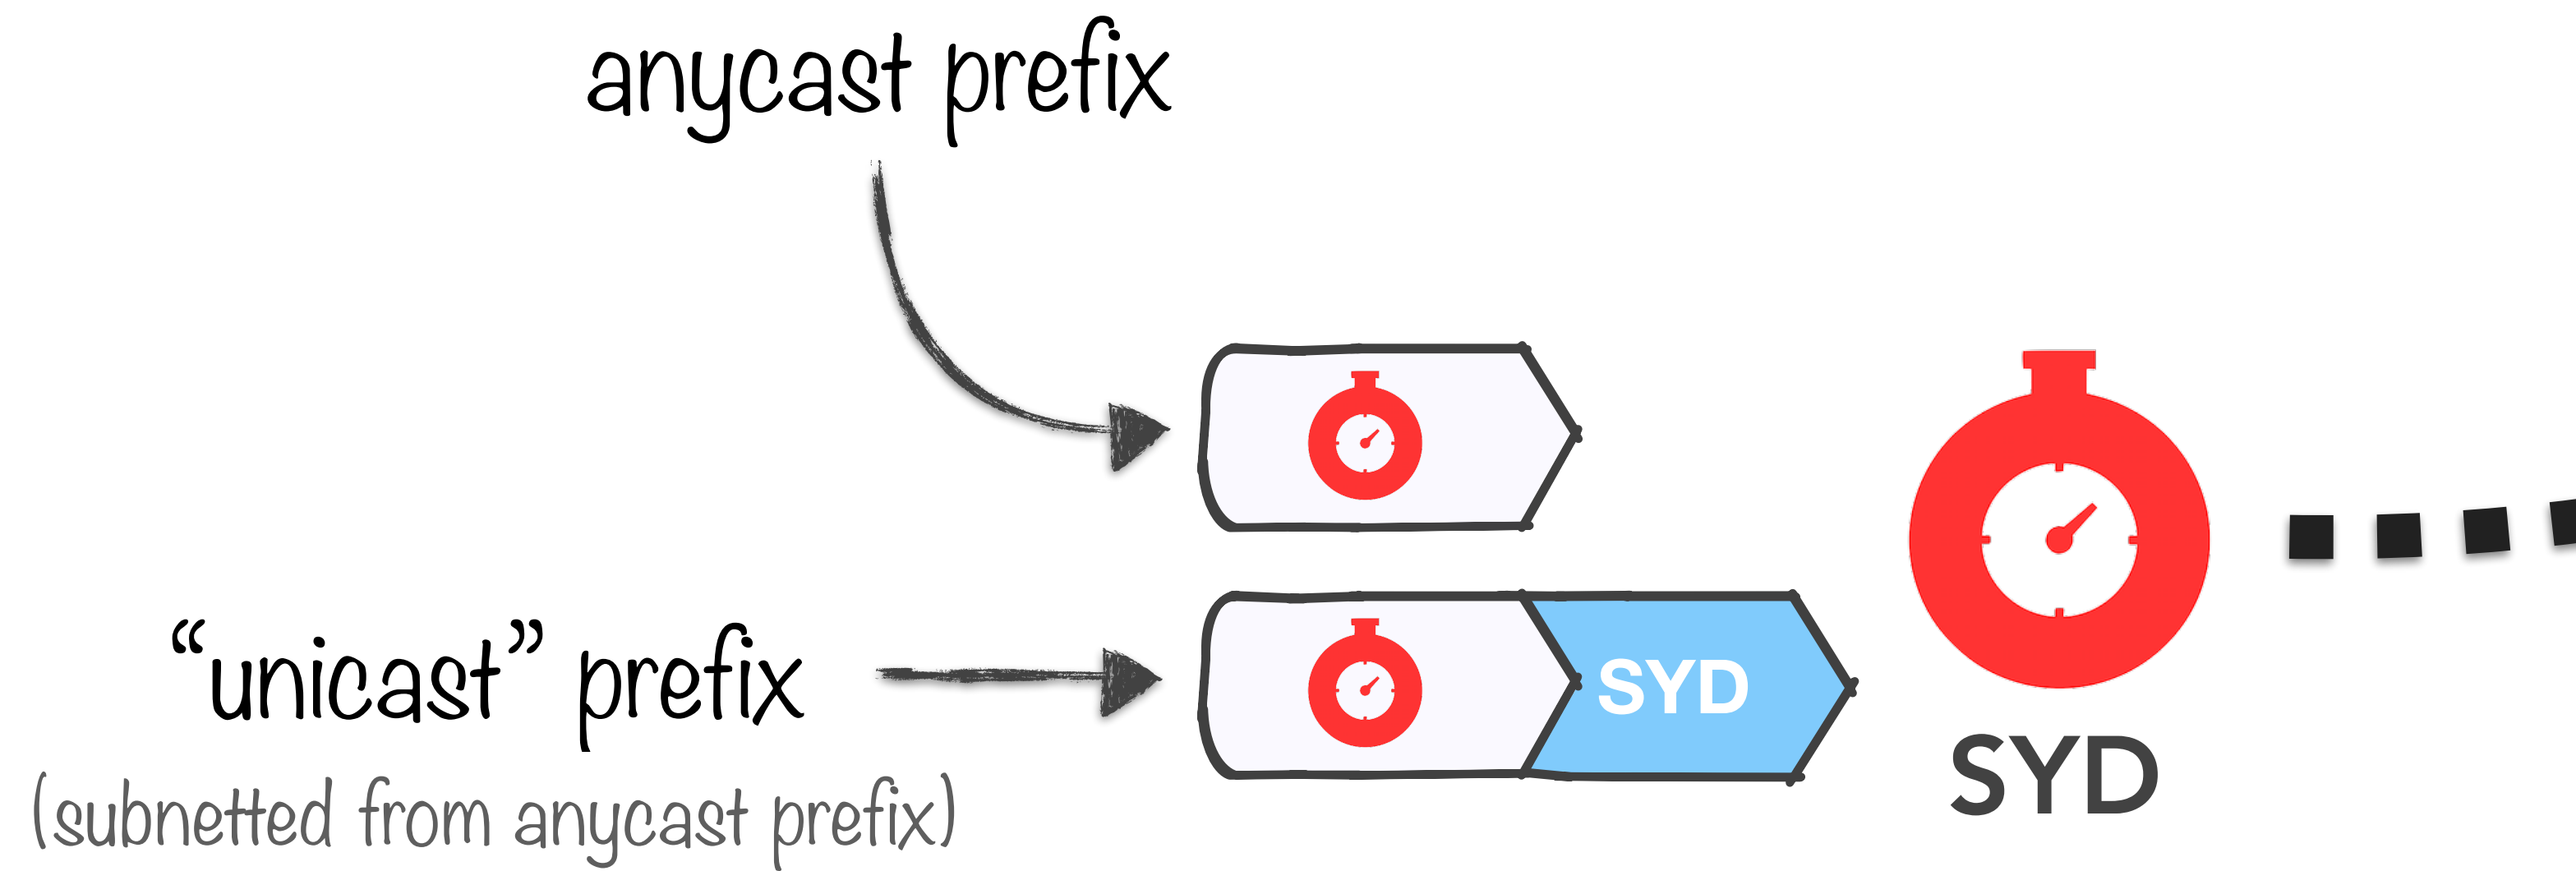 anycast prefix
“unicast” prefix
(subnetted from anycast prefix)
SYD
SYD